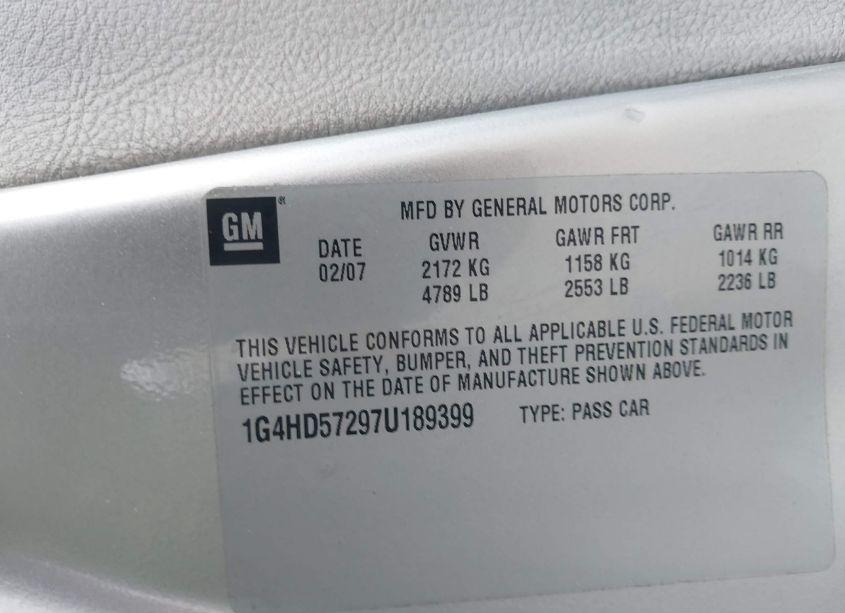 GM ®
MFD BY GENERAL MOTORS CORP.
DATE GVWR GAWR FRT GAWR RR
02/07 2172 KG 1158 KG 1014 KG
4789 LB 2553 LB 2236 LB
THIS VEHICLE CONFORMS TO ALL APPLICABLE U.S. FEDERAL MOTOR
VEHICLE SAFETY, BUMPER, AND THEFT PREVENTION STANDARDS IN
EFFECT ON THE DATE OF MANUFACTURE SHOWN ABOVE.
1G4HD57297U189399 TYPE: PASS CAR